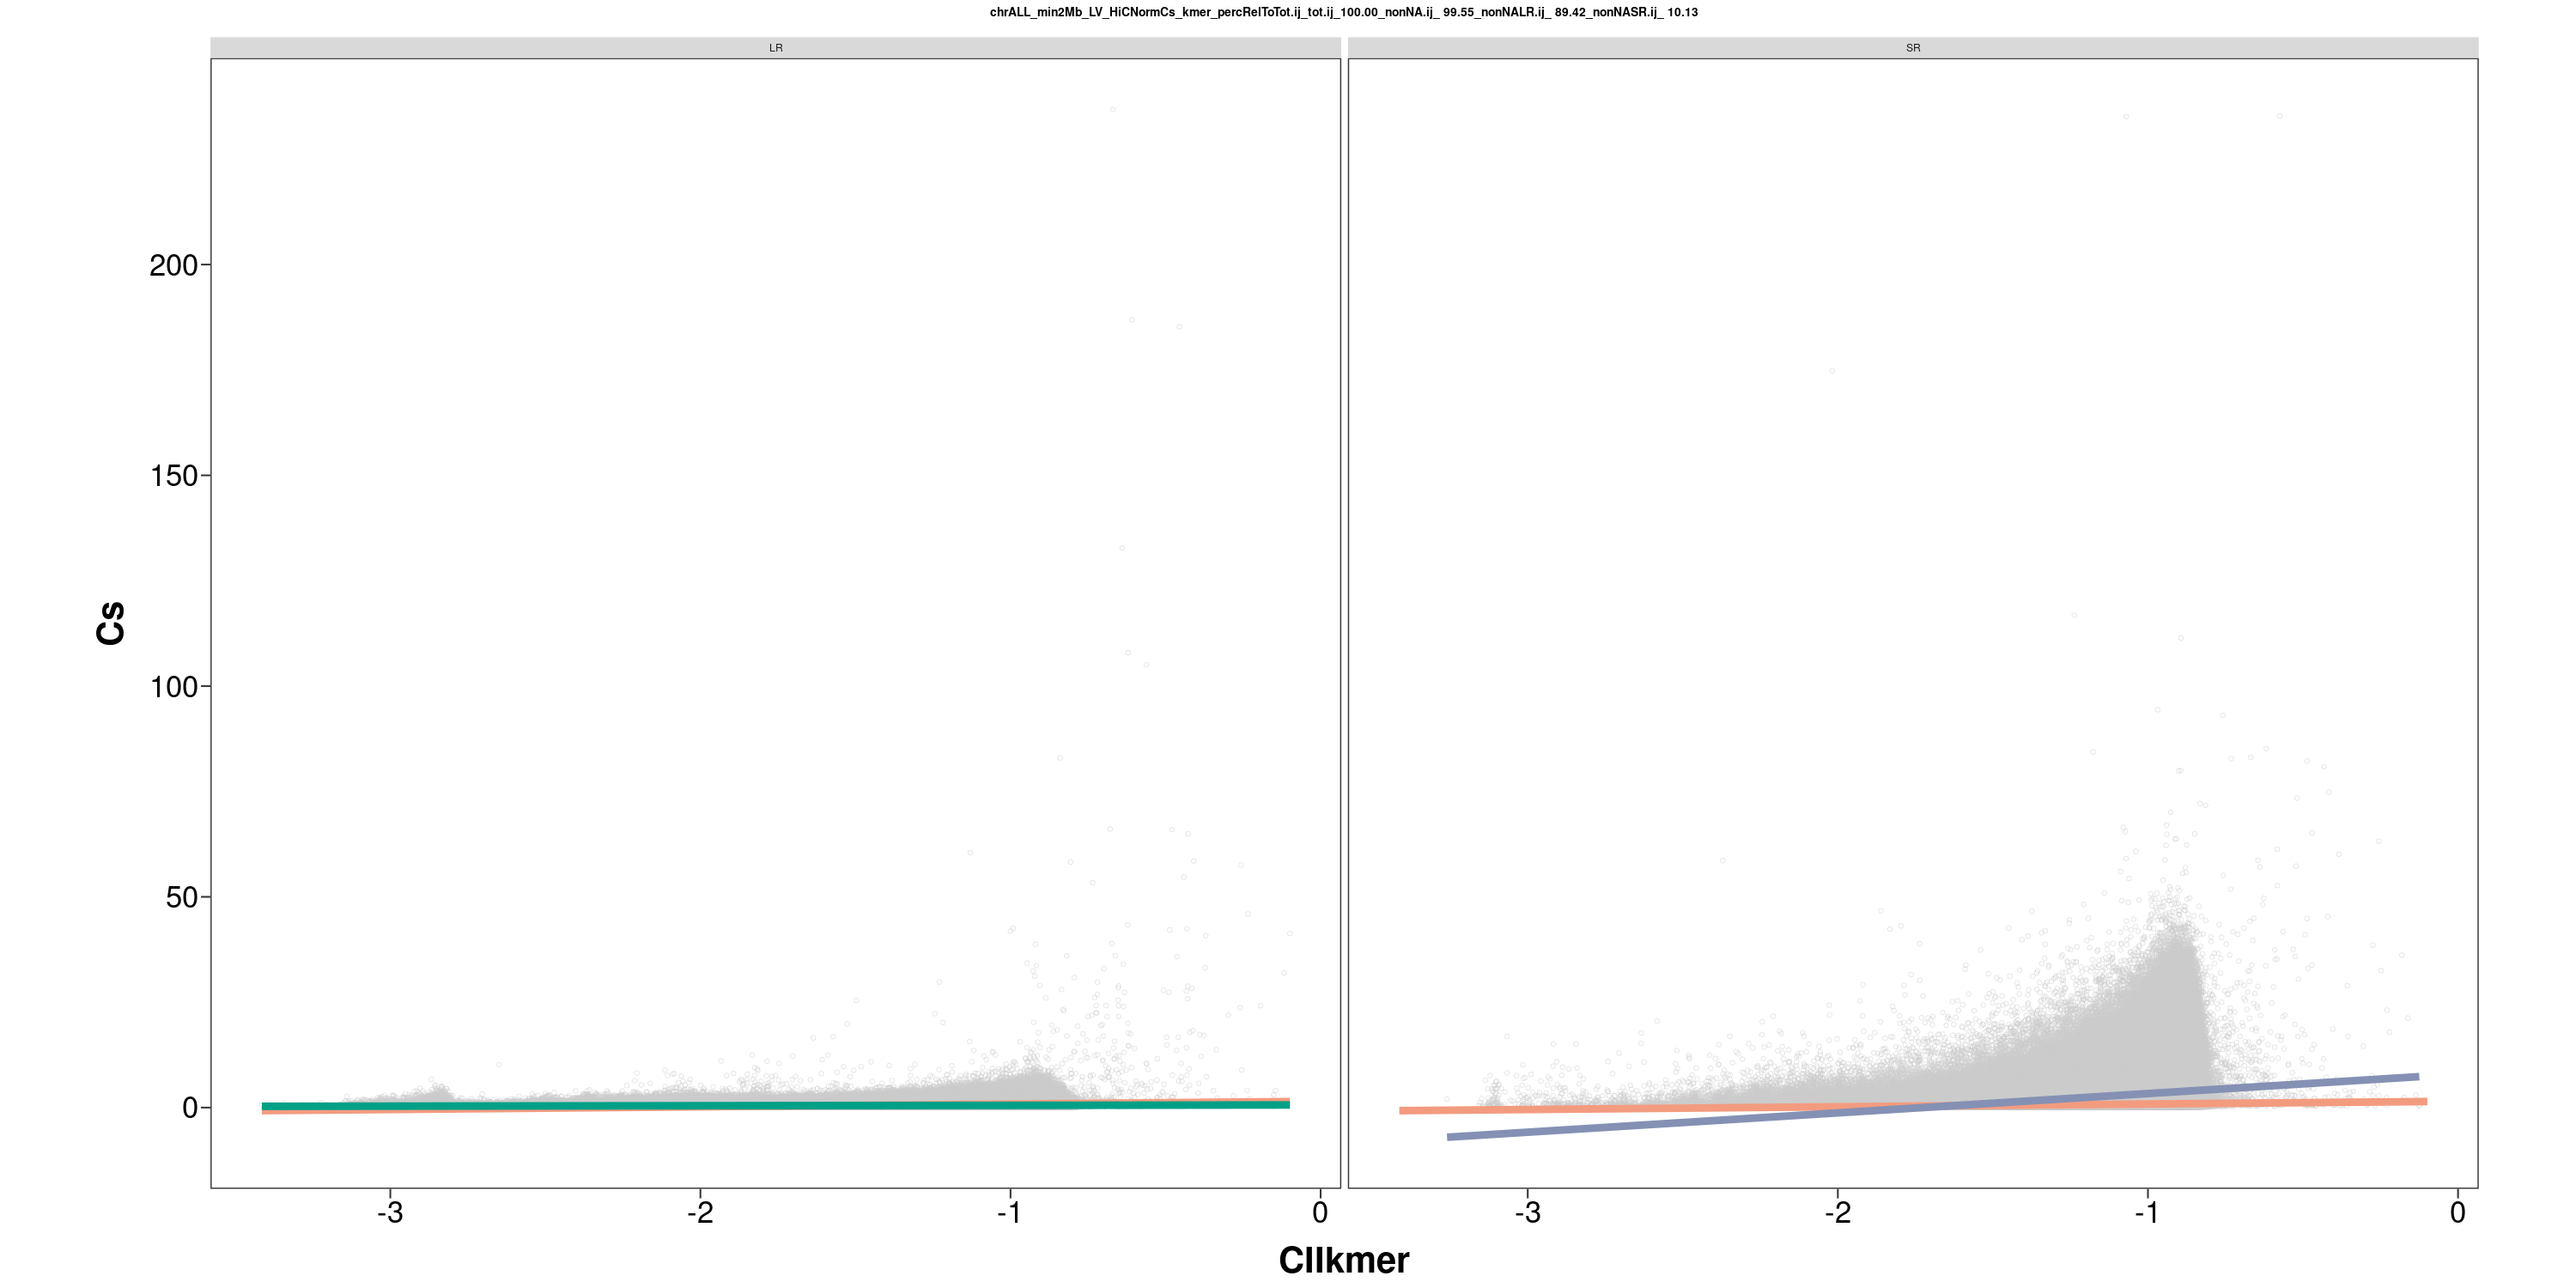 chrALL_min2Mb_LV_HiCNormCs_kmer_percRelToTot.ij_tot.ij_100.00_nonNA.ij_ 99.55_nonNALR.ij_ 89.42_nonNASR.ij_ 10.13
LR
SR
200
150
100
50
0
Cs
-3
-2
-1
0
-3
-2
-1
0
CIIkmer